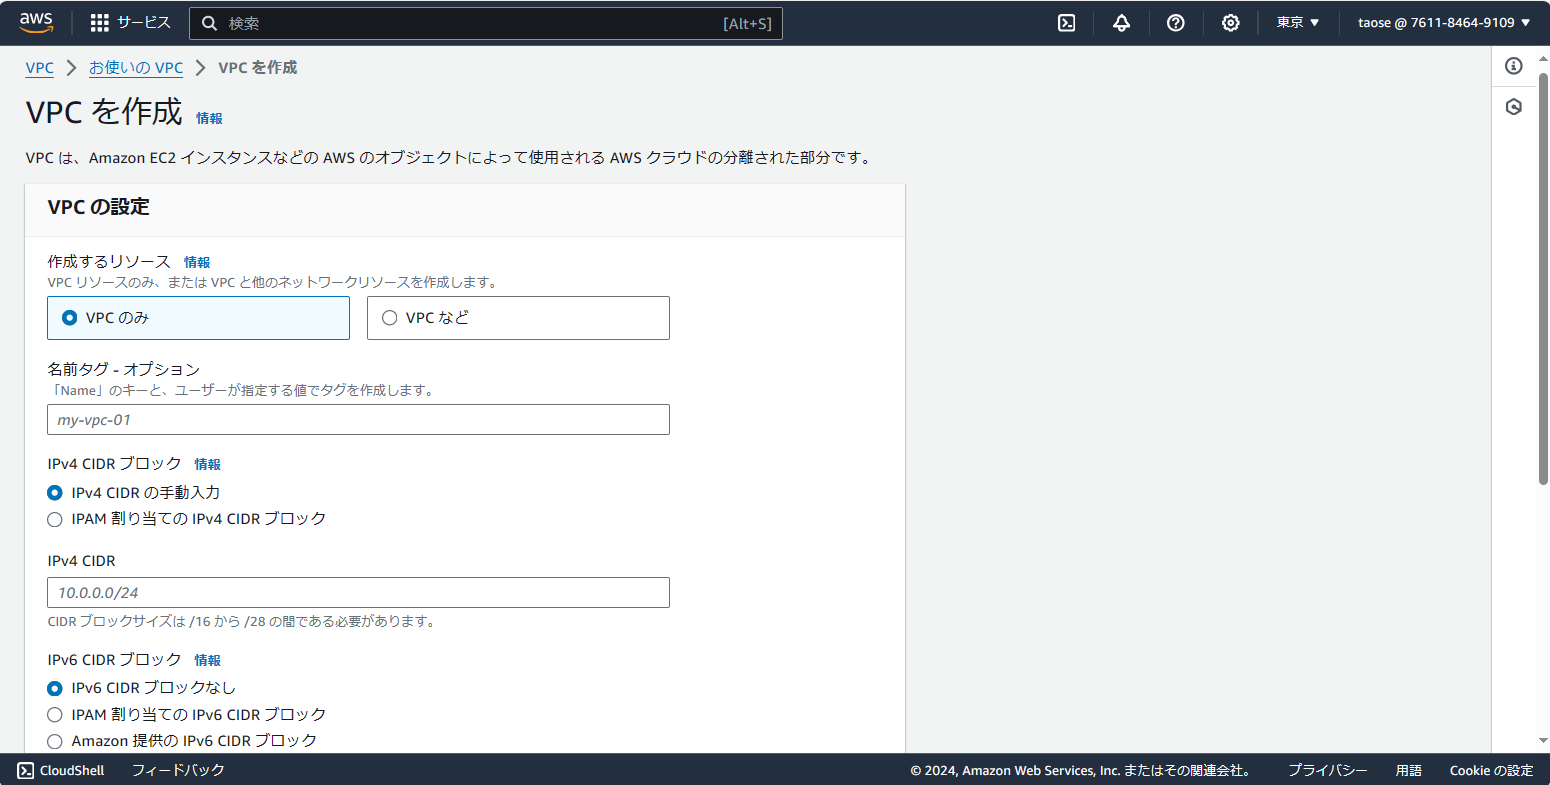 aws サービス 検索 [Alt+S] 東京 ▼ taose @ 7611-8464-9109 ▼
VPC > お使いの VPC > VPC を作成
VPC を作成 情報
VPC は、Amazon EC2 インスタンスなどの AWS のオブジェクトによって使用される AWS クラウドの分離された部分です。
VPC の設定
作成するリソース 情報
VPC リソースのみ、または VPC と他のネットワークリソースを作成します。
VPC のみ VPC など
名前タグ - オプション
「Name」のキーと、ユーザーが指定する値でタグを作成します。
my-vpc-01
IPv4 CIDR ブロック 情報
IPv4 CIDR の手動入力
IPAM 割り当ての IPv4 CIDR ブロック
IPv4 CIDR
10.0.0.0/24
CIDR ブロックサイズは /16 から /28 の間である必要があります。
IPv6 CIDR ブロック 情報
IPv6 CIDR ブロックなし
IPAM 割り当ての IPv6 CIDR ブロック
Amazon 提供の IPv6 CIDR ブロック
CloudShell フィードバック © 2024, Amazon Web Services, Inc. またはその関連会社。 プライバシー 用語 Cookie の設定